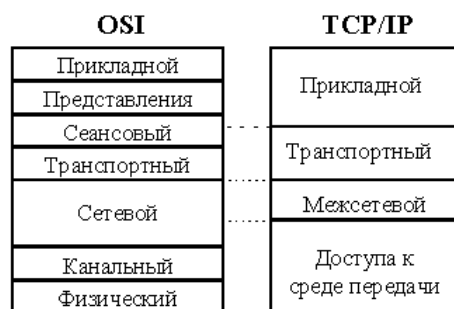 OSI
TCP/IP
Прикладной
Представления
Сеансовый
Транспортный
Сетевой
Канальный
Физический
Прикладной
Транспортный
Межсетевой
Доступа к
среде передачи